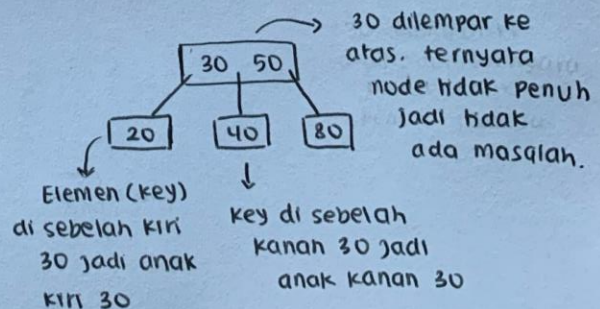 30 dilempar ke
atas. ternyata
node tidak penuh
jadi tidak
ada masalah.
30 50
20 40 80
Elemen (key)
di sebelah kiri
30 jadi anak
kiri 30
key di sebelah
kanan 30 jadi
anak kanan 30